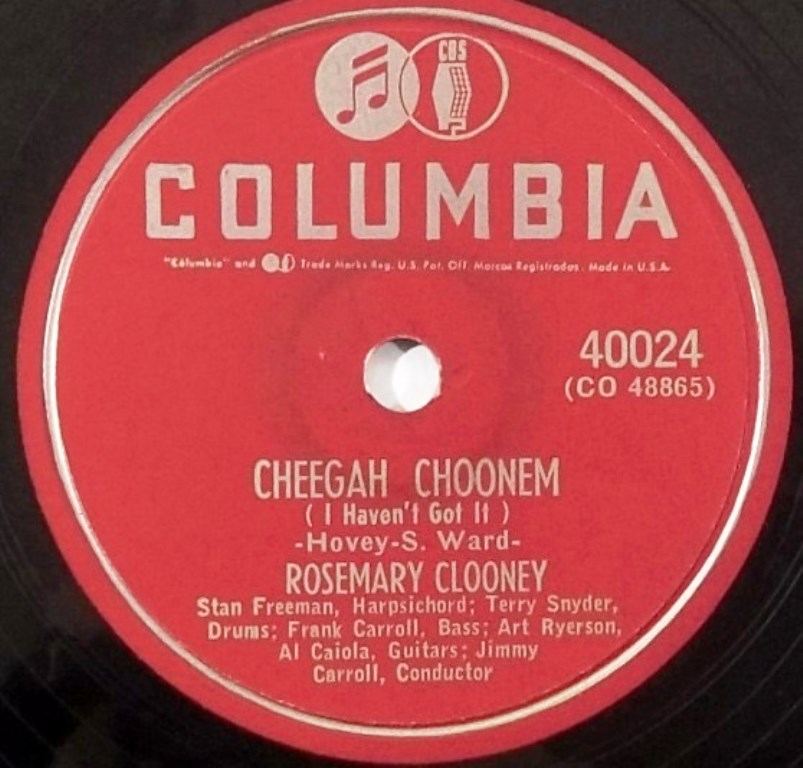 CBS
COLUMBIA
"Columbia" and Trade Marks Reg. U.S. Pat. Off. Marcas Registradas. Made in U.S.A.
40024
(CO 48865)
CHEEGAH CHOONEM
( I Haven't Got It )
-Hovey-S. Ward-
ROSEMARY CLOONEY
Stan Freeman, Harpsichord; Terry Snyder,
Drums; Frank Carroll, Bass; Art Ryerson,
Al Caiola, Guitars; Jimmy
Carroll, Conductor